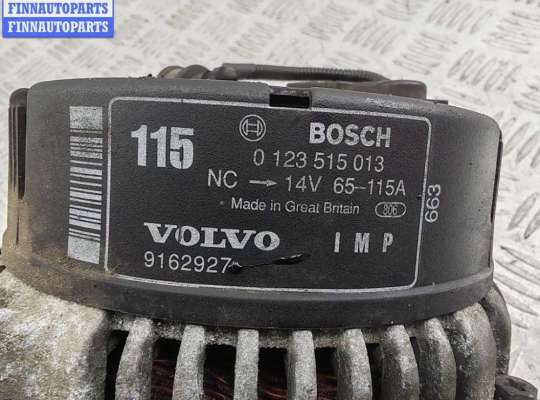 FINNAUTOPARTS
FINNAUTOPARTS
115 BOSCH
0 123 515 013
NC → 14V 65–115A
Made in Great Britain 806
663
VOLVO IMP
9162927